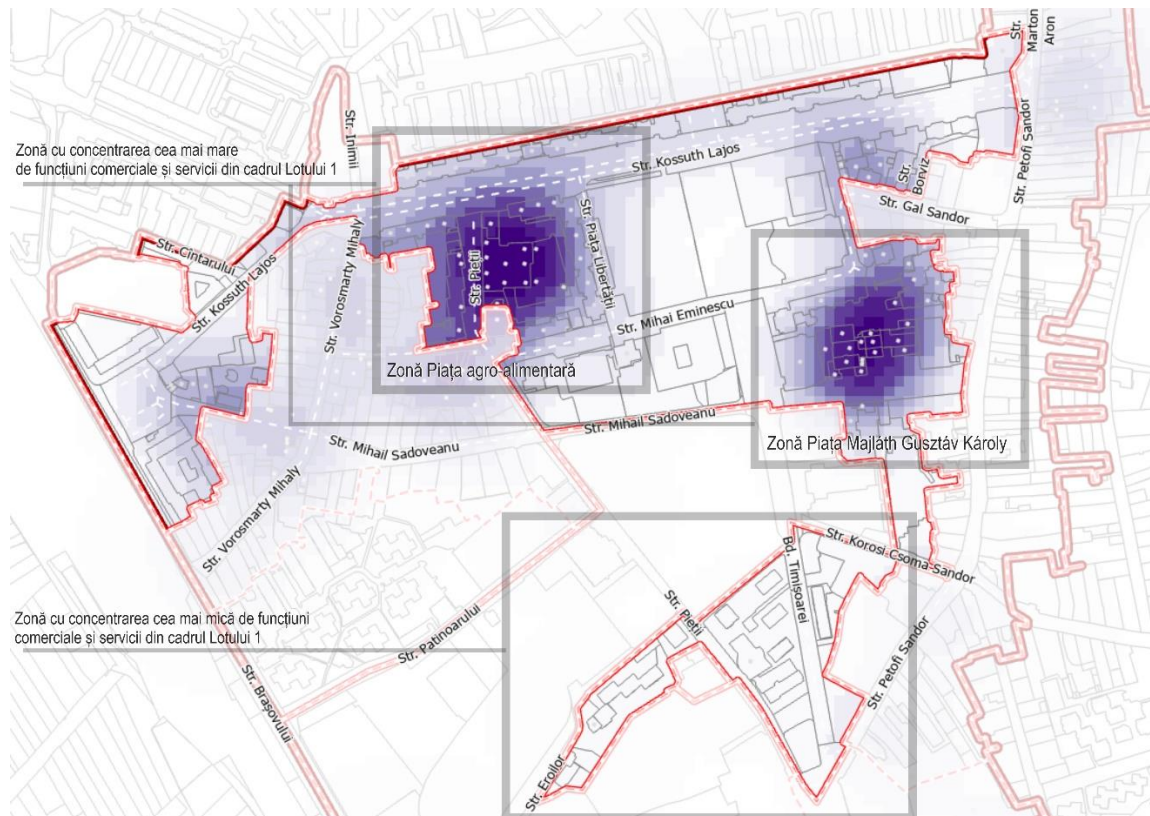 Str.
Marton
Aron
Str. Inimii
Zonă cu concentrarea cea mai mare
de funcțiuni comerciale și servicii din cadrul Lotului 1
Str. Kossuth Lajos
Str. Borviz
Str. Petofi Sandor
Str. Gal Sandor
Str. Cintarului
Str. Kossuth Lajos
Str. Vorosmarty Mihaly
Str. Pieții
Str. Piața Libertății
Str. Mihai Eminescu
Zonă Piața agro-alimentară
Str. Mihail Sadoveanu
Str. Mihail Sadoveanu
Zonă Piața Majláth Gusztáv Károly
Str. Vorosmarty Mihaly
Str. Korosi Csoma Sandor
Bd. Timișoarei
Str. Pieții
Zonă cu concentrarea cea mai mică de funcțiuni
comerciale și servicii din cadrul Lotului 1
Str. Patinoarului
Str. Petofi Sandor
Str. Brașovului
Str. Eroilor